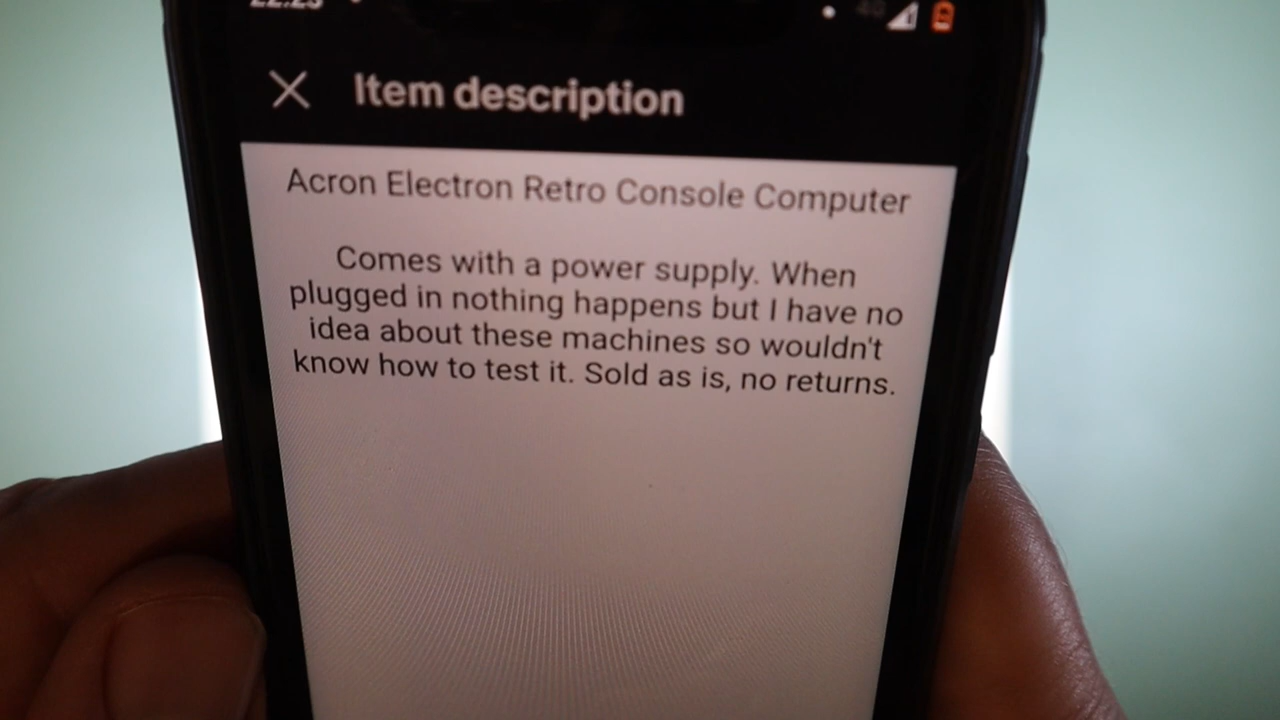 Item description
Acron Electron Retro Console Computer
Comes with a power supply. When
plugged in nothing happens but I have no
idea about these machines so wouldn't
know how to test it. Sold as is, no returns.